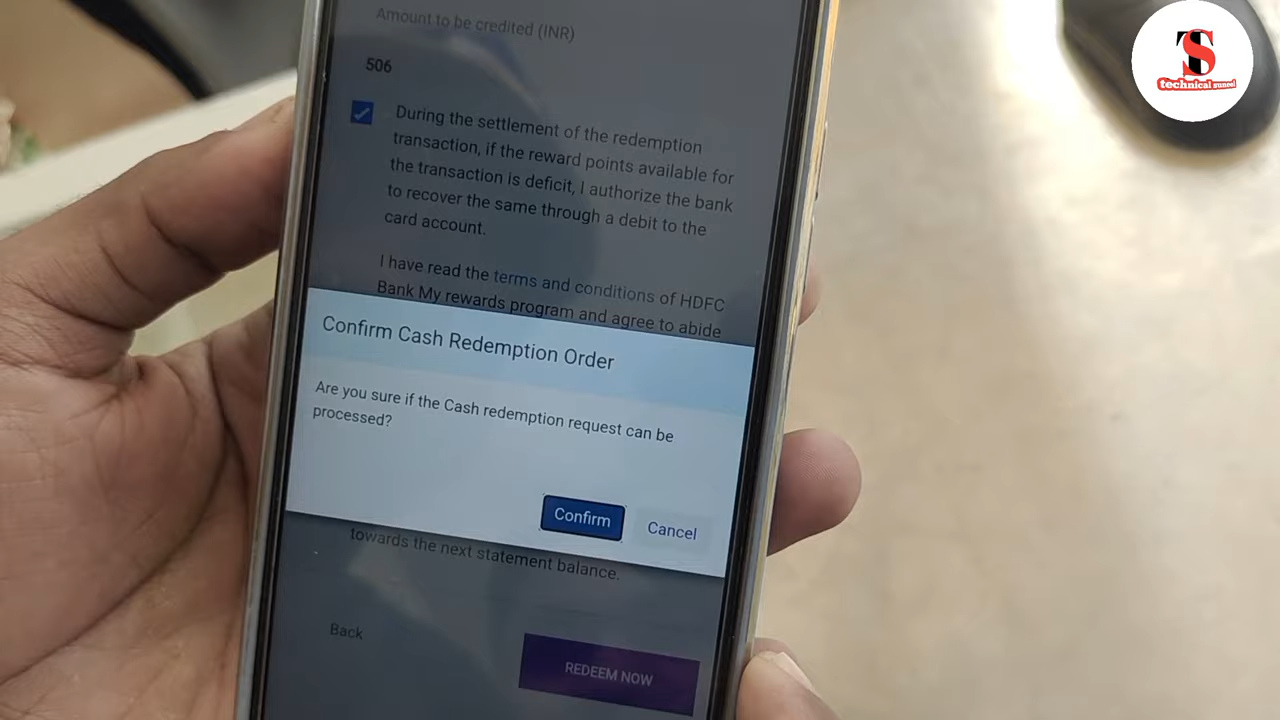 Amount to be credited (INR)
506
During the settlement of the redemption
transaction, if the reward points available for
the transaction is deficit, I authorize the bank
to recover the same through a debit to the
card account.
I have read the terms and conditions of HDFC
Bank My rewards program and agree to abide
Confirm Cash Redemption Order
Are you sure if the Cash redemption request can be
processed?
Confirm
Cancel
towards the next statement balance.
Back
REDEEM NOW
TS
technical suneel